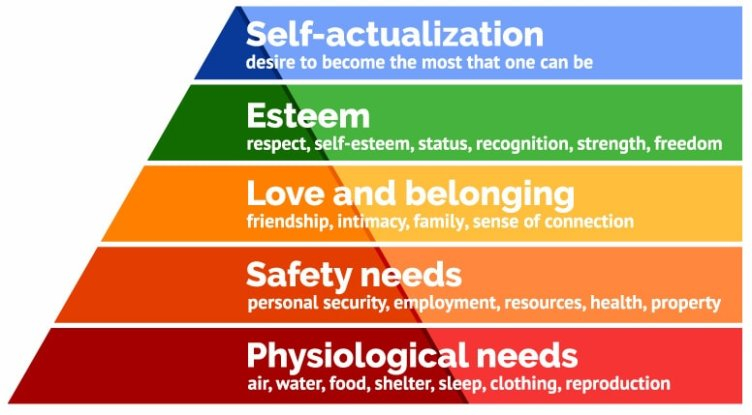 Self-actualization
desire to become the most that one can be
Esteem
respect, self-esteem, status, recognition, strength, freedom
Love and belonging
friendship, intimacy, family, sense of connection
Safety needs
personal security, employment, resources, health, property
Physiological needs
air, water, food, shelter, sleep, clothing, reproduction